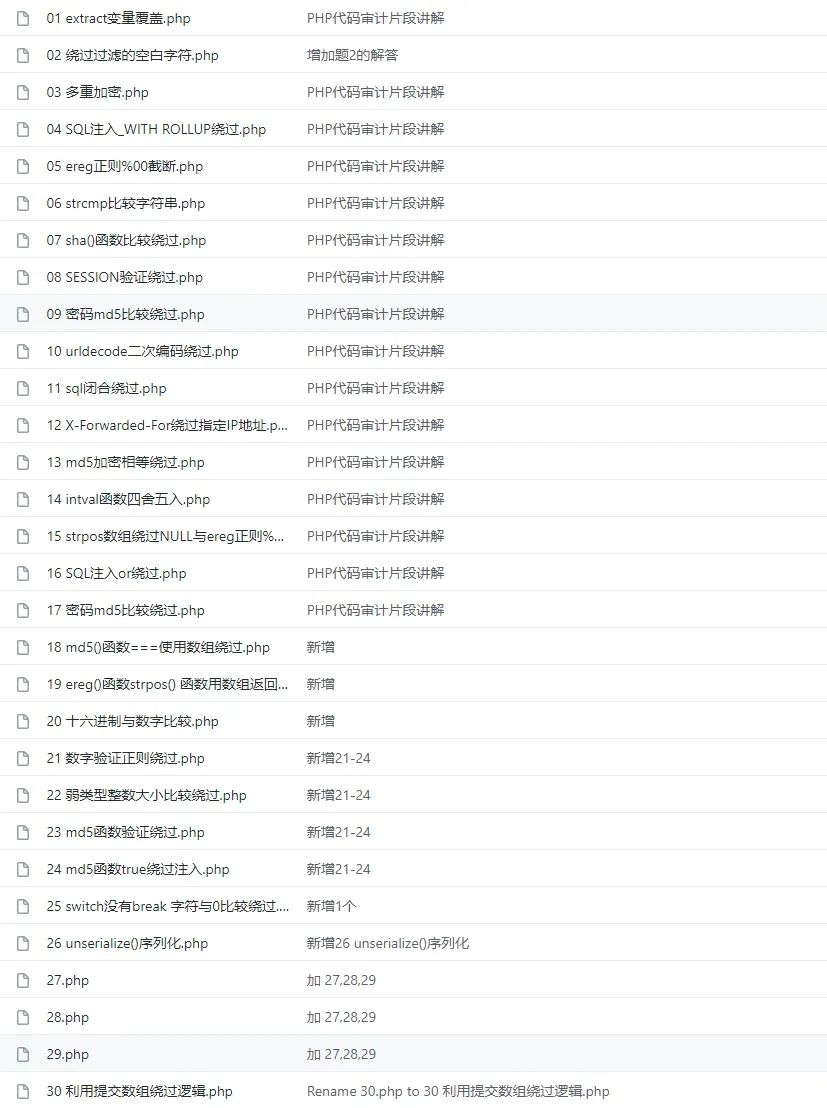 01 extract变量覆盖.php PHP代码审计片段讲解
02 绕过过滤的空白字符.php 增加题2的解答
03 多重加密.php PHP代码审计片段讲解
04 SQL注入_WITH ROLLUP绕过.php PHP代码审计片段讲解
05 ereg正则%00截断.php PHP代码审计片段讲解
06 strcmp比较字符串.php PHP代码审计片段讲解
07 sha()函数比较绕过.php PHP代码审计片段讲解
08 SESSION验证绕过.php PHP代码审计片段讲解
09 密码md5比较绕过.php PHP代码审计片段讲解
10 urldecode二次编码绕过.php PHP代码审计片段讲解
11 sql闭合绕过.php PHP代码审计片段讲解
12 X-Forwarded-For绕过指定IP地址.p... PHP代码审计片段讲解
13 md5加密相等绕过.php PHP代码审计片段讲解
14 intval函数四舍五入.php PHP代码审计片段讲解
15 strpos数组绕过NULL与ereg正则%... PHP代码审计片段讲解
16 SQL注入or绕过.php PHP代码审计片段讲解
17 密码md5比较绕过.php PHP代码审计片段讲解
18 md5()函数===使用数组绕过.php 新增
19 ereg()函数strpos() 函数用数组返回... 新增
20 十六进制与数字比较.php 新增
21 数字验证正则绕过.php 新增21-24
22 弱类型整数大小比较绕过.php 新增21-24
23 md5函数验证绕过.php 新增21-24
24 md5函数true绕过注入.php 新增21-24
25 switch没有break 字符与0比较绕过.... 新增1个
26 unserialize()序列化.php 新增26 unserialize()序列化
27.php 加 27,28,29
28.php 加 27,28,29
29.php 加 27,28,29
30 利用提交数组绕过逻辑.php Rename 30.php to 30 利用提交数组绕过逻辑.php